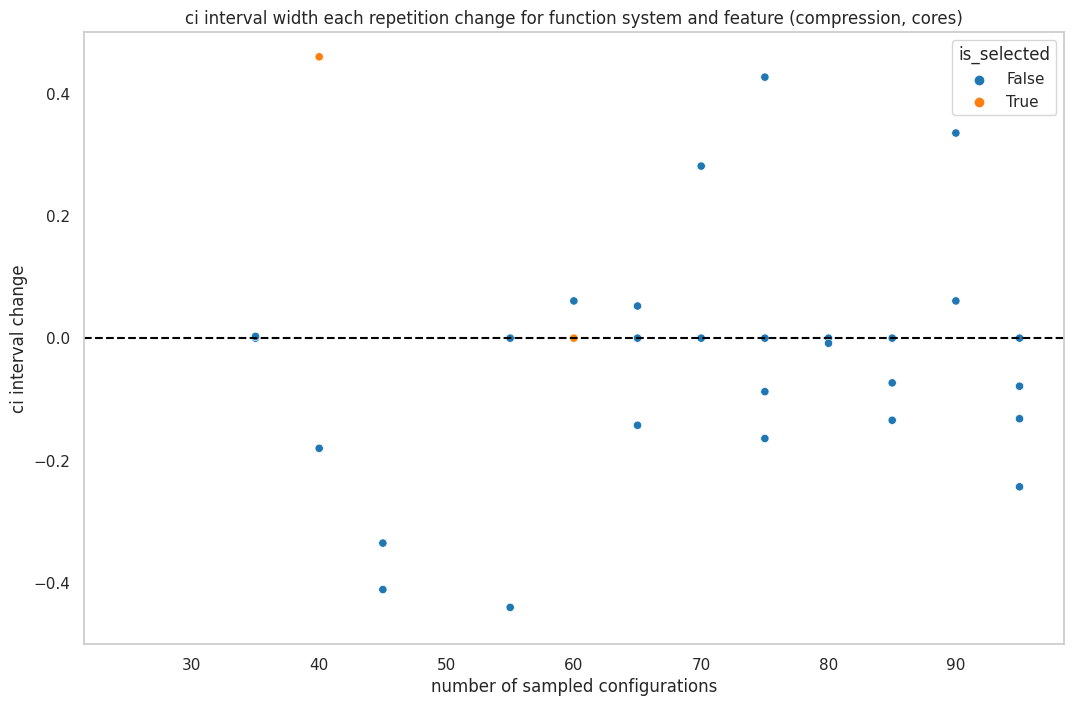 ci interval width each repetition change for function system and feature (compression, cores)
is_selected
False
True
0.4
0.2
0.0
−0.2
−0.4
ci interval change
30 40 50 60 70 80 90
number of sampled configurations